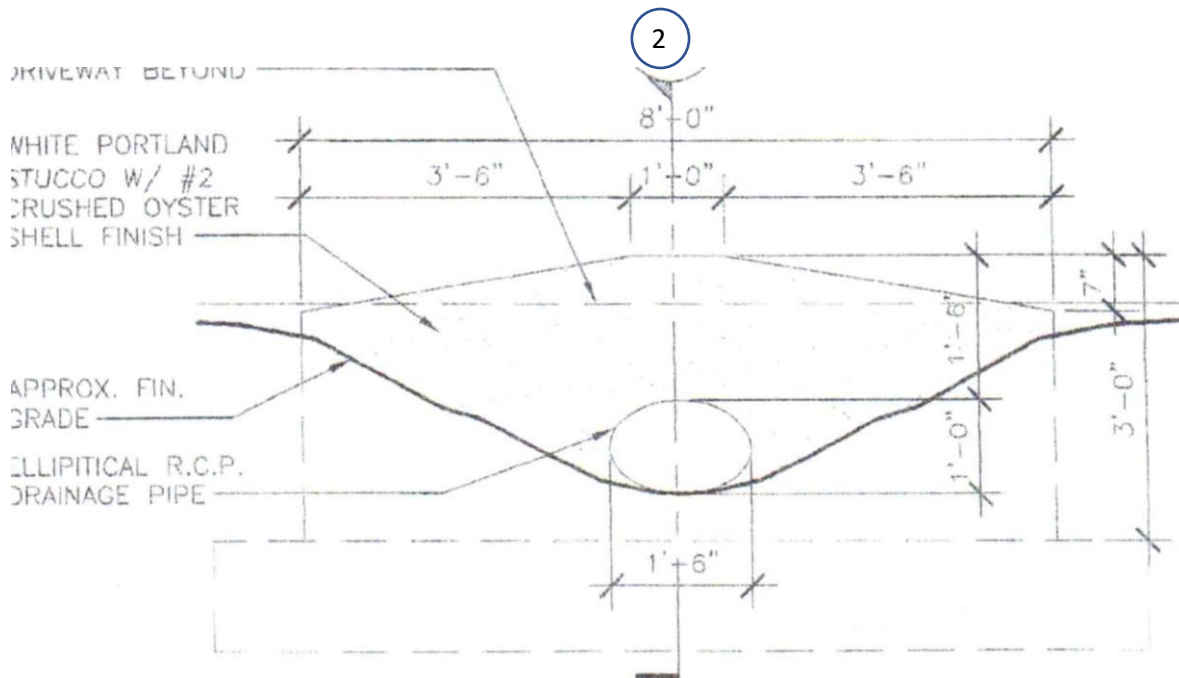 2
DRIVEWAY BEYOND
8'-0"
WHITE PORTLAND
STUCCO W/ #2
CRUSHED OYSTER
SHELL FINISH
3'-6"
1'-0"
3'-6"
7"
1'-6"
3'-0"
1'-0"
APPROX. FIN.
GRADE
ELLIPITICAL R.C.P.
DRAINAGE PIPE
1'-6"